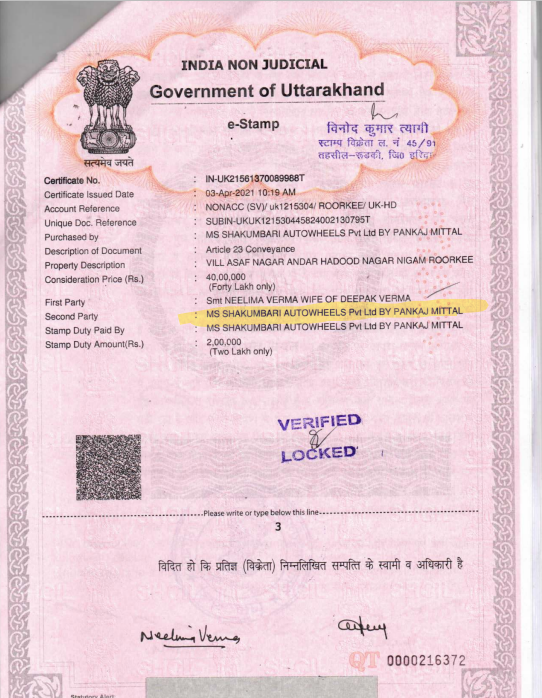 सत्यमेव जयते
INDIA NON JUDICIAL
Government of Uttarakhand
e-Stamp
विनोद कुमार त्यागी
स्टाम्प विक्रेता ल. नं 45/91
तहसील-रूडकी, जि0 हरिद्वार
Certificate No. : IN-UK21561370089988T
Certificate Issued Date : 03-Apr-2021 10:19 AM
Account Reference : NONACC (SV)/ uk1215304/ ROORKEE/ UK-HD
Unique Doc. Reference : SUBIN-UKUK121530445824002130795T
Purchased by : MS SHAKUMBARI AUTOWHEELS Pvt Ltd BY PANKAJ MITTAL
Description of Document : Article 23 Conveyance
Property Description : VILL ASAF NAGAR ANDAR HADOOD NAGAR NIGAM ROORKEE
Consideration Price (Rs.) : 40,00,000
(Forty Lakh only)
First Party : Smt NEELIMA VERMA WIFE OF DEEPAK VERMA
Second Party : MS SHAKUMBARI AUTOWHEELS Pvt Ltd BY PANKAJ MITTAL
Stamp Duty Paid By : MS SHAKUMBARI AUTOWHEELS Pvt Ltd BY PANKAJ MITTAL
Stamp Duty Amount(Rs.) : 2,00,000
(Two Lakh only)
VERIFIED
LOCKED
Please write or type below this line
3
विदित हो कि प्रतिज्ञ (विक्रेता) निम्नलिखित सम्पत्ति के स्वामी व अधिकारी है
Neelima Verma
QT 0000216372
Statutory Alert: